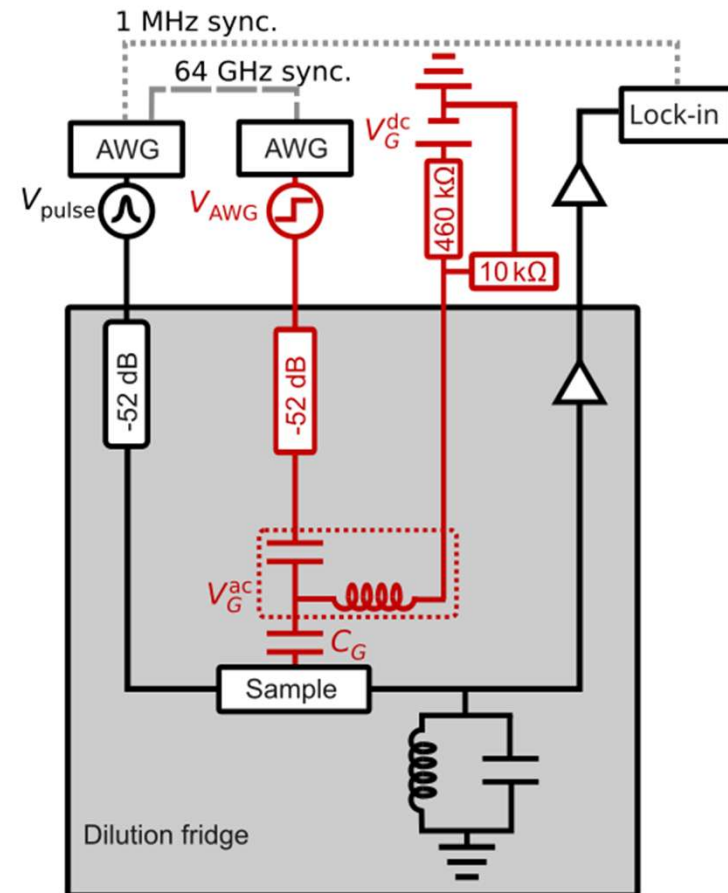 1 MHz sync.
64 GHz sync.
AWG
AWG
Lock-in
V_pulse
V_AWG
V_G^dc
460 kΩ
10 kΩ
-52 dB
-52 dB
V_G^ac
C_G
Sample
Dilution fridge